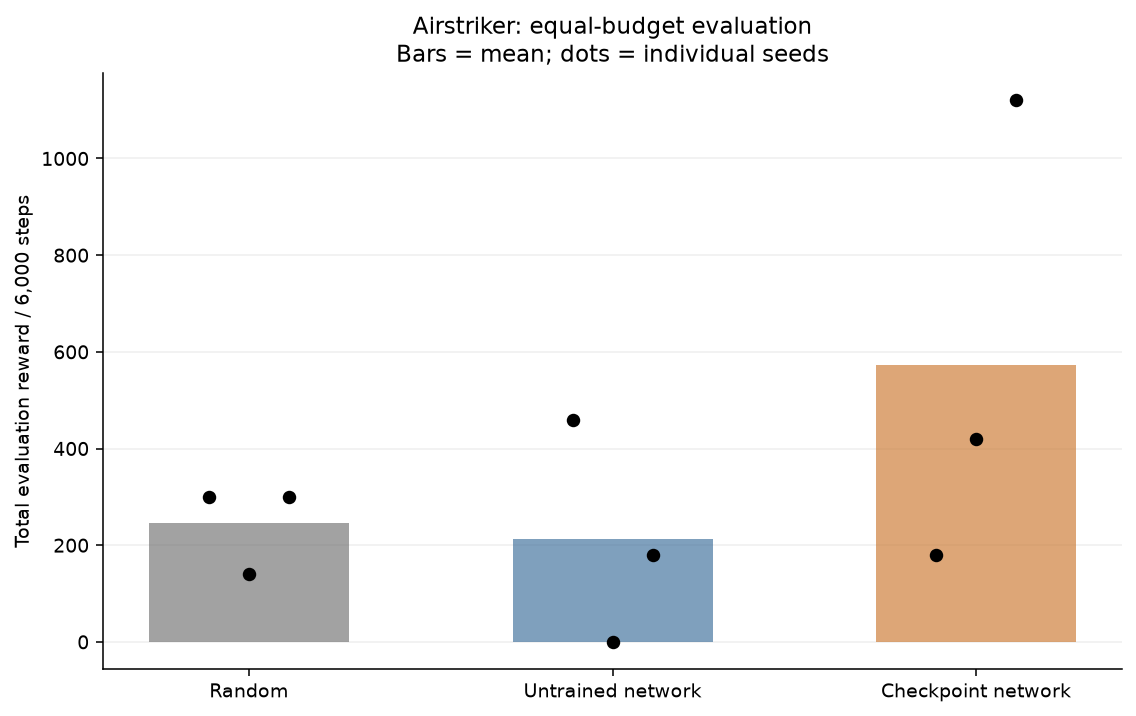 Airstriker: equal-budget evaluation
Bars = mean; dots = individual seeds
Total evaluation reward / 6,000 steps
1000
800
600
400
200
0
Random
Untrained network
Checkpoint network